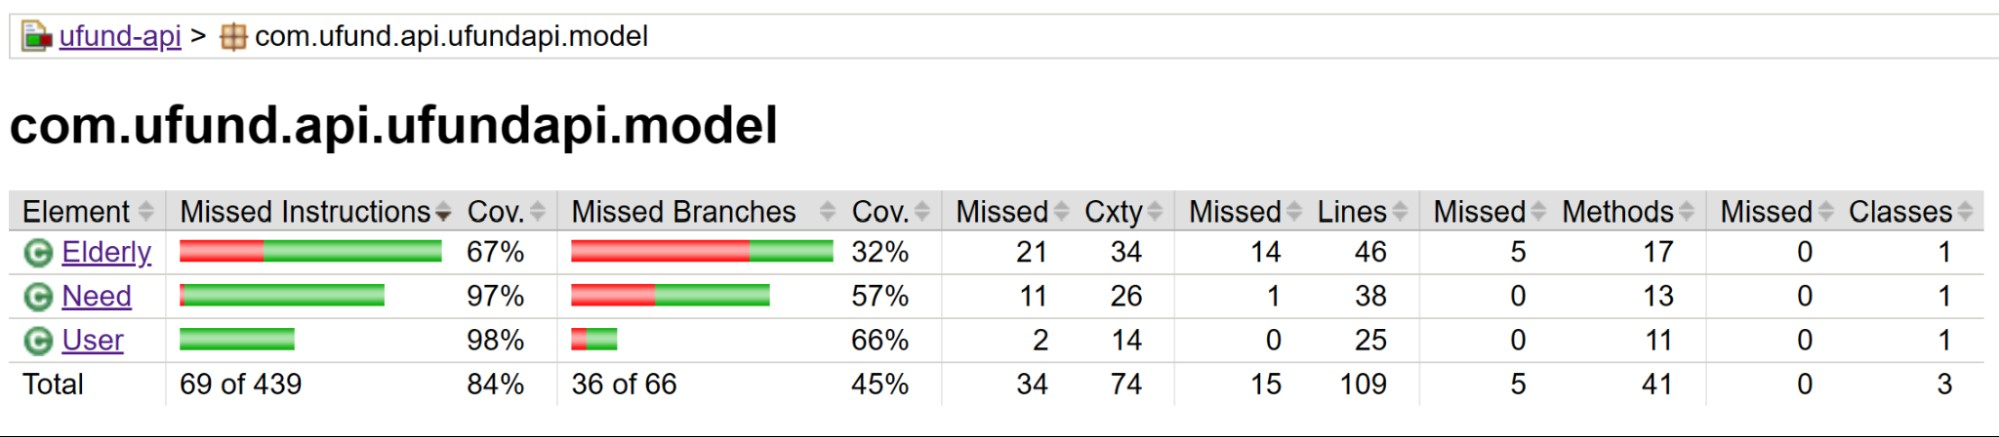 ufund-api > com.ufund.api.ufundapi.model
com.ufund.api.ufundapi.model
Element Missed Instructions Cov. Missed Branches Cov. Missed Cxty Missed Lines Missed Methods Missed Classes
C Elderly 67% 32% 21 34 14 46 5 17 0 1
C Need 97% 57% 11 26 1 38 0 13 0 1
C User 98% 66% 2 14 0 25 0 11 0 1
Total 69 of 439 84% 36 of 66 45% 34 74 15 109 5 41 0 3